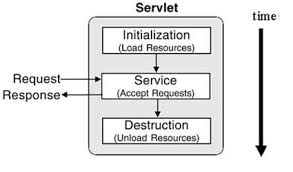 Servlet
time
Initialization
(Load Resources)
Request
Response
Service
(Accept Requests)
Destruction
(Unload Resources)